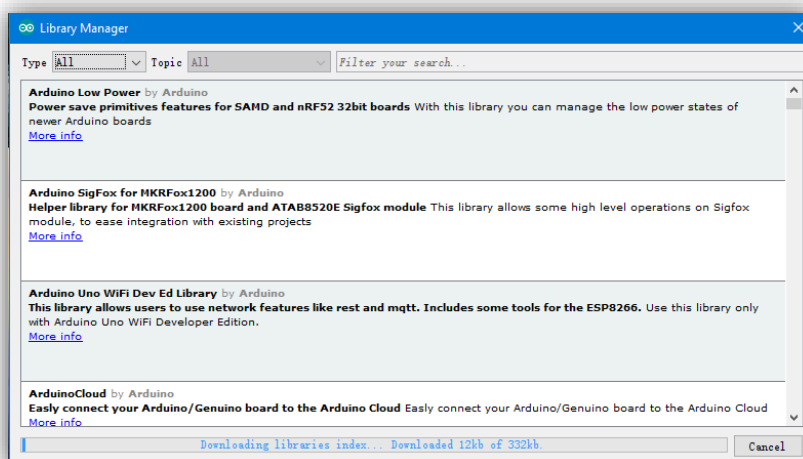 Library Manager
Type All Topic All Filter your search...
Arduino Low Power by Arduino
Power save primitives features for SAMD and nRF52 32bit boards With this library you can manage the low power states of
newer Arduino boards
More info
Arduino SigFox for MKRFox1200 by Arduino
Helper library for MKRFox1200 board and ATAB8520E Sigfox module This library allows some high level operations on Sigfox
module, to ease integration with existing projects
More info
Arduino Uno WiFi Dev Ed Library by Arduino
This library allows users to use network features like rest and mqtt. Includes some tools for the ESP8266. Use this library only
with Arduino Uno WiFi Developer Edition.
More info
ArduinoCloud by Arduino
Easly connect your Arduino/Genuino board to the Arduino Cloud Easly connect your Arduino/Genuino board to the Arduino Cloud
More info
Downloading libraries index... Downloaded 12kb of 332kb.
Cancel